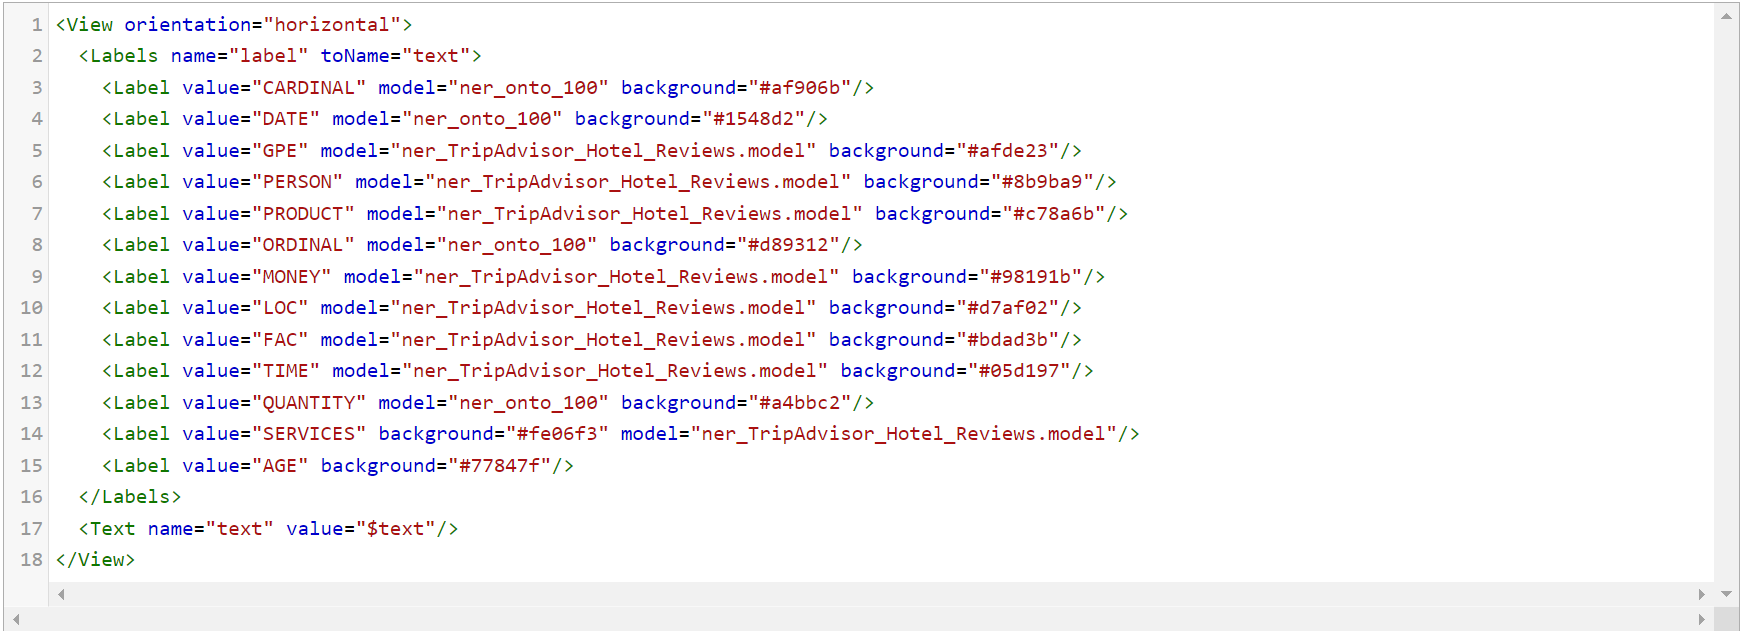 1 <View orientation="horizontal">
2 <Labels name="label" toName="text">
3 <Label value="CARDINAL" model="ner_onto_100" background="#af906b"/>
4 <Label value="DATE" model="ner_onto_100" background="#1548d2"/>
5 <Label value="GPE" model="ner_TripAdvisor_Hotel_Reviews.model" background="#afde23"/>
6 <Label value="PERSON" model="ner_TripAdvisor_Hotel_Reviews.model" background="#8b9ba9"/>
7 <Label value="PRODUCT" model="ner_TripAdvisor_Hotel_Reviews.model" background="#c78a6b"/>
8 <Label value="ORDINAL" model="ner_onto_100" background="#d89312"/>
9 <Label value="MONEY" model="ner_TripAdvisor_Hotel_Reviews.model" background="#98191b"/>
10 <Label value="LOC" model="ner_TripAdvisor_Hotel_Reviews.model" background="#d7af02"/>
11 <Label value="FAC" model="ner_TripAdvisor_Hotel_Reviews.model" background="#bdad3b"/>
12 <Label value="TIME" model="ner_TripAdvisor_Hotel_Reviews.model" background="#05d197"/>
13 <Label value="QUANTITY" model="ner_onto_100" background="#a4bbc2"/>
14 <Label value="SERVICES" background="#fe06f3" model="ner_TripAdvisor_Hotel_Reviews.model"/>
15 <Label value="AGE" background="#77847f"/>
16 </Labels>
17 <Text name="text" value="$text"/>
18 </View>